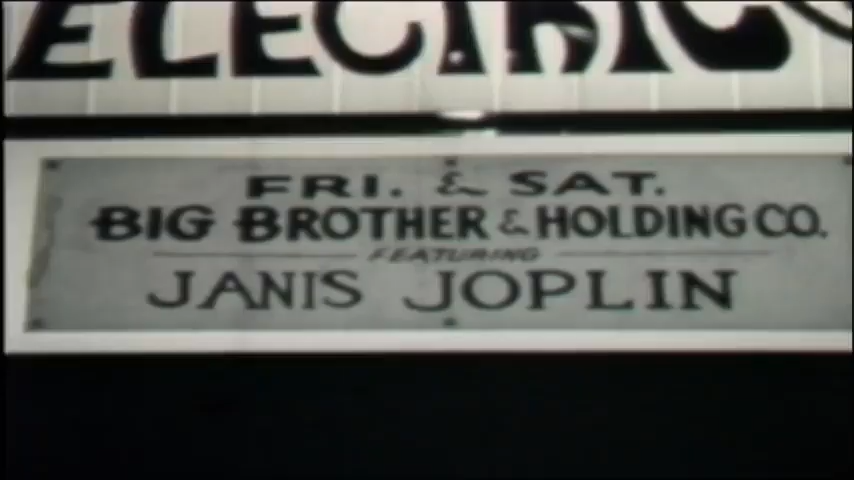 ELECTRIC
FRI. & SAT.
BIG BROTHER & HOLDING CO.
FEATURING
JANIS JOPLIN